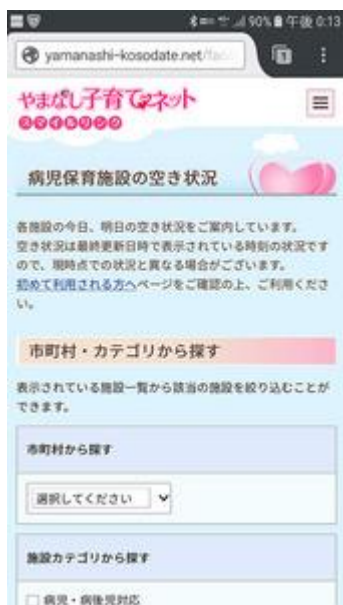 90% 午後 0:13
yamanashi-kosodate.net/
やまなし子育てネット
病児保育施設の空き状況
各施設の今日、明日の空き状況をご案内しています。
空き状況は最終更新日時で表示されている時刻の状況です
ので、現時点での状況と異なる場合がございます。
初めて利用される方へページをご確認の上、ご利用くださ
い。
市町村・カテゴリから探す
表示されている施設一覧から該当の施設を絞り込むことが
できます。
市町村から探す
選択してください
施設カテゴリから探す
病児・病後児対応